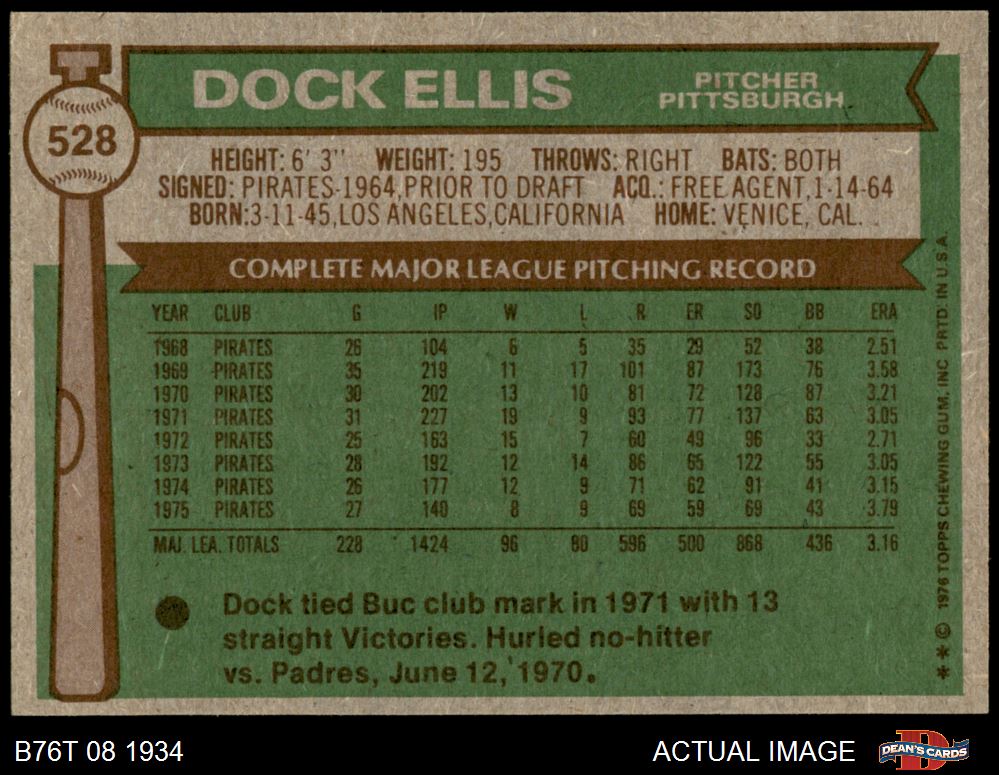 528
DOCK ELLIS
PITCHER
PITTSBURGH
HEIGHT: 6' 3" WEIGHT: 195 THROWS: RIGHT BATS: BOTH
SIGNED: PIRATES-1964, PRIOR TO DRAFT ACQ.: FREE AGENT, 1-14-64
BORN: 3-11-45, LOS ANGELES, CALIFORNIA HOME: VENICE, CAL.
COMPLETE MAJOR LEAGUE PITCHING RECORD
YEAR CLUB G IP W L R ER SO BB ERA
1968 PIRATES 26 104 6 5 35 29 52 38 2.51
1969 PIRATES 35 219 11 17 101 87 173 76 3.58
1970 PIRATES 30 202 13 10 81 72 128 87 3.21
1971 PIRATES 31 227 19 9 93 77 137 63 3.05
1972 PIRATES 25 163 15 7 60 49 96 33 2.71
1973 PIRATES 28 192 12 14 86 65 122 55 3.05
1974 PIRATES 26 177 12 9 71 62 91 41 3.15
1975 PIRATES 27 140 8 9 69 59 69 43 3.79
MAJ. LEA. TOTALS 228 1424 96 80 596 500 868 436 3.16
Dock tied Buc club mark in 1971 with 13
straight Victories. Hurled no-hitter
vs. Padres, June 12, 1970.
**© 1976 TOPPS CHEWING GUM, INC. PRTD. IN U.S.A.
B76T 08 1934
ACTUAL IMAGE
DEAN'S CARDS